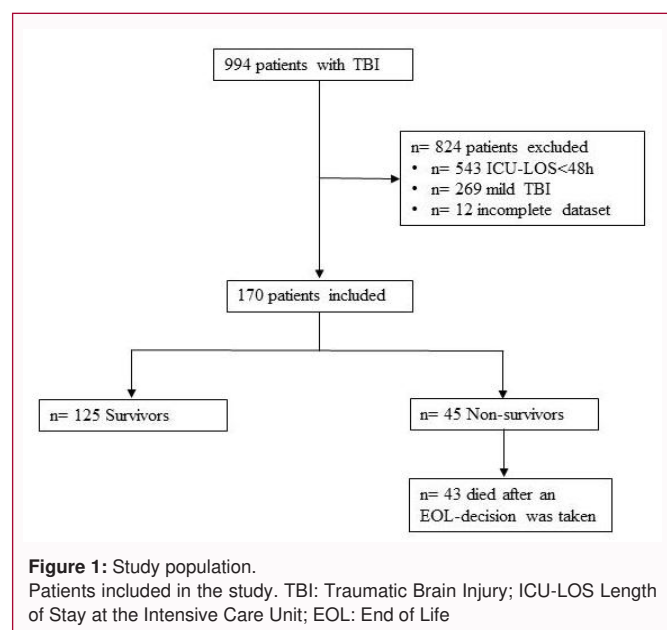 994 patients with TBI
n= 824 patients excluded
• n= 543 ICU-LOS<48h
• n= 269 mild TBI
• n= 12 incomplete dataset
170 patients included
n= 125 Survivors
n= 45 Non-survivors
n= 43 died after an
EOL-decision was taken
Figure 1: Study population.
Patients included in the study. TBI: Traumatic Brain Injury; ICU-LOS Length
of Stay at the Intensive Care Unit; EOL: End of Life